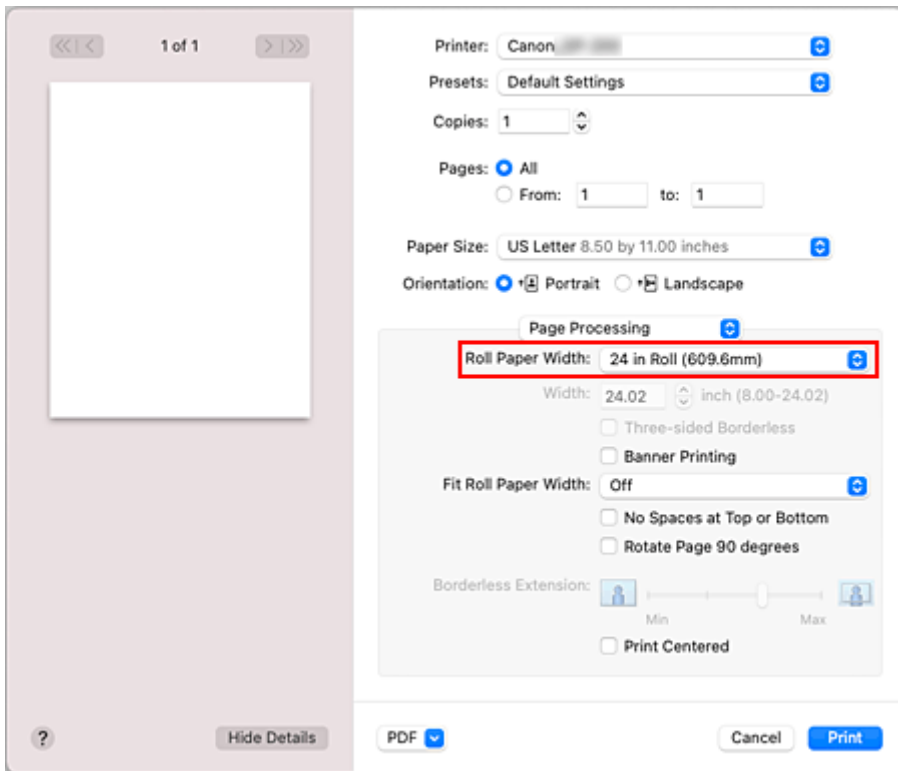 1 of 1
Printer: Canon
Presets: Default Settings
Copies: 1
Pages: All
From: 1 to: 1
Paper Size: US Letter 8.50 by 11.00 inches
Orientation: Portrait Landscape
Page Processing
Roll Paper Width: 24 in Roll (609.6mm)
Width: 24.02 inch (8.00-24.02)
Three-sided Borderless
Banner Printing
Fit Roll Paper Width: Off
No Spaces at Top or Bottom
Rotate Page 90 degrees
Borderless Extension:
Min Max
Print Centered
? Hide Details PDF Cancel Print